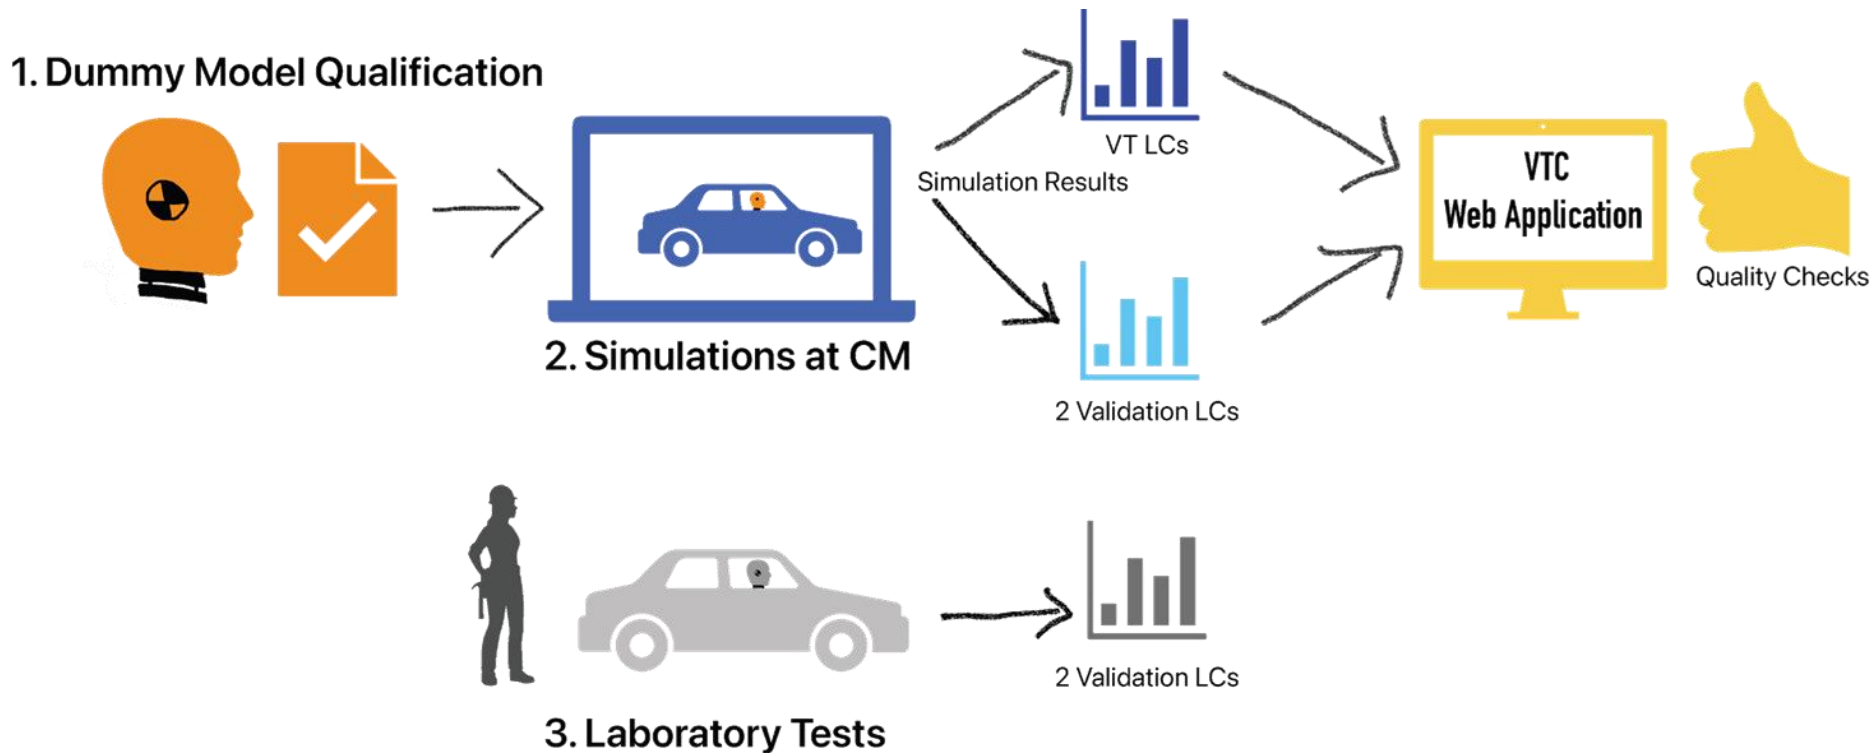 1. Dummy Model Qualification
VT LCs
Simulation Results
VTC
Web Application
Quality Checks
2. Simulations at CM
2 Validation LCs
2 Validation LCs
3. Laboratory Tests